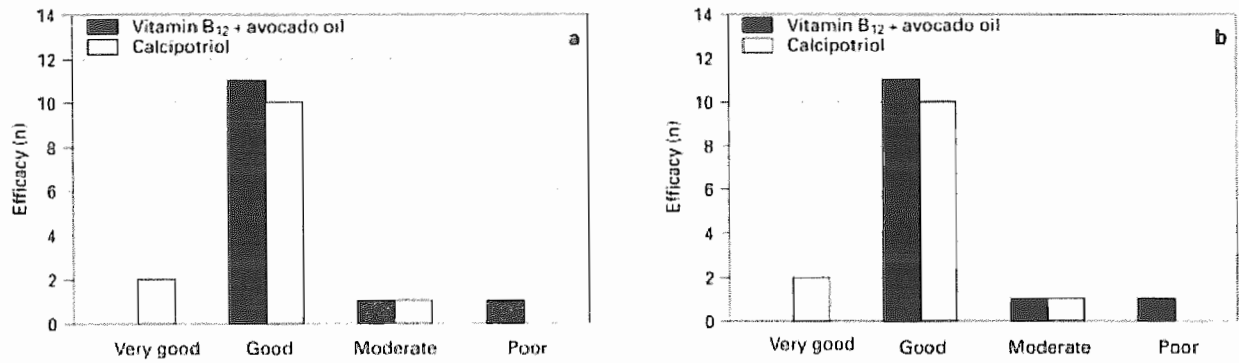 14
12
10
8
6
4
2
0
Efficacy (n)
Vitamin B₁₂ + avocado oil
Calcipotriol
a
Very good Good Moderate Poor
14
12
10
8
6
4
2
0
Efficacy (n)
Vitamin B₁₂ + avocado oil
Calcipotriol
b
Very good Good Moderate Poor